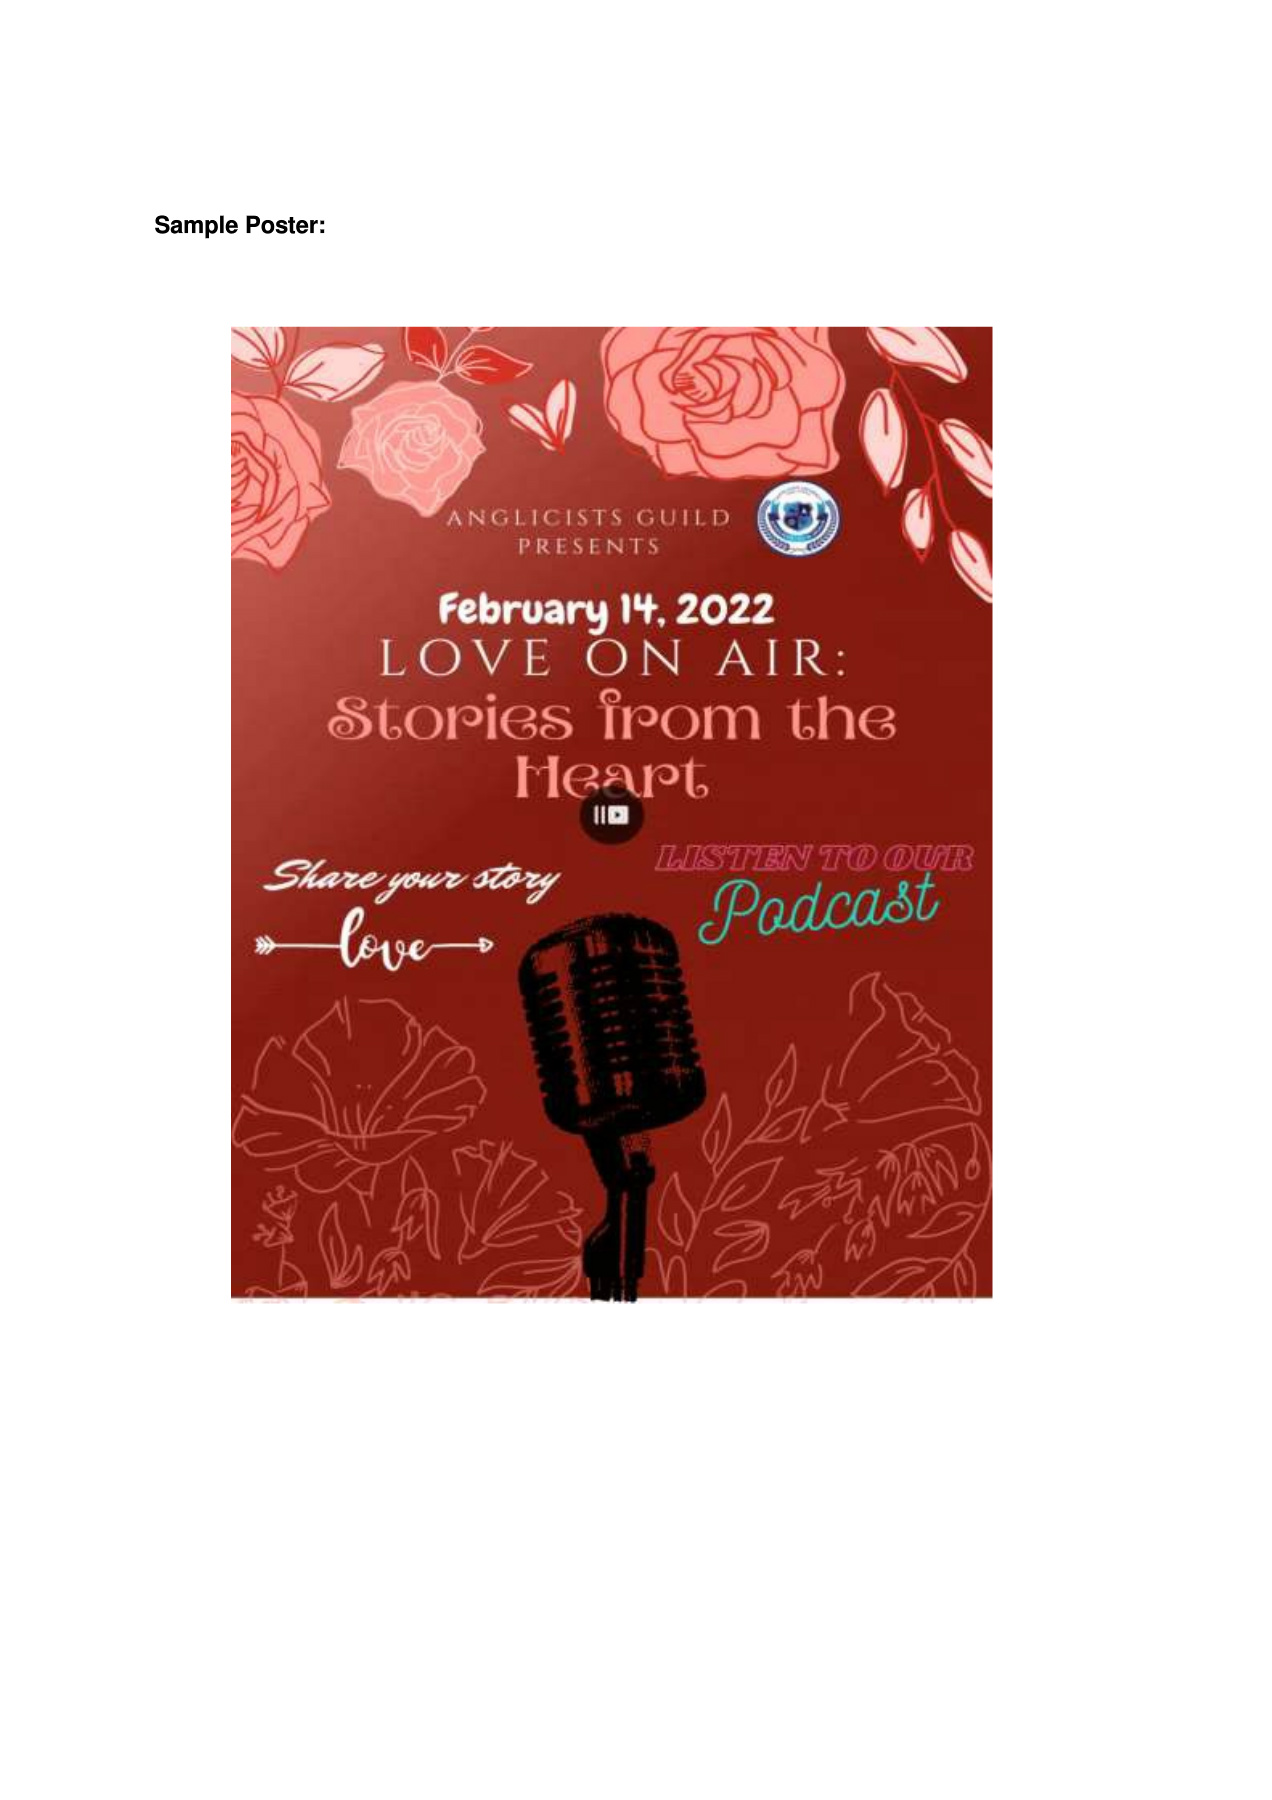 Sample Poster:
ANGLICISTS GUILD
PRESENTS
February 14, 2022
LOVE ON AIR:
Stories from the
Heart
Share your story
love
LISTEN TO OUR
Podcast